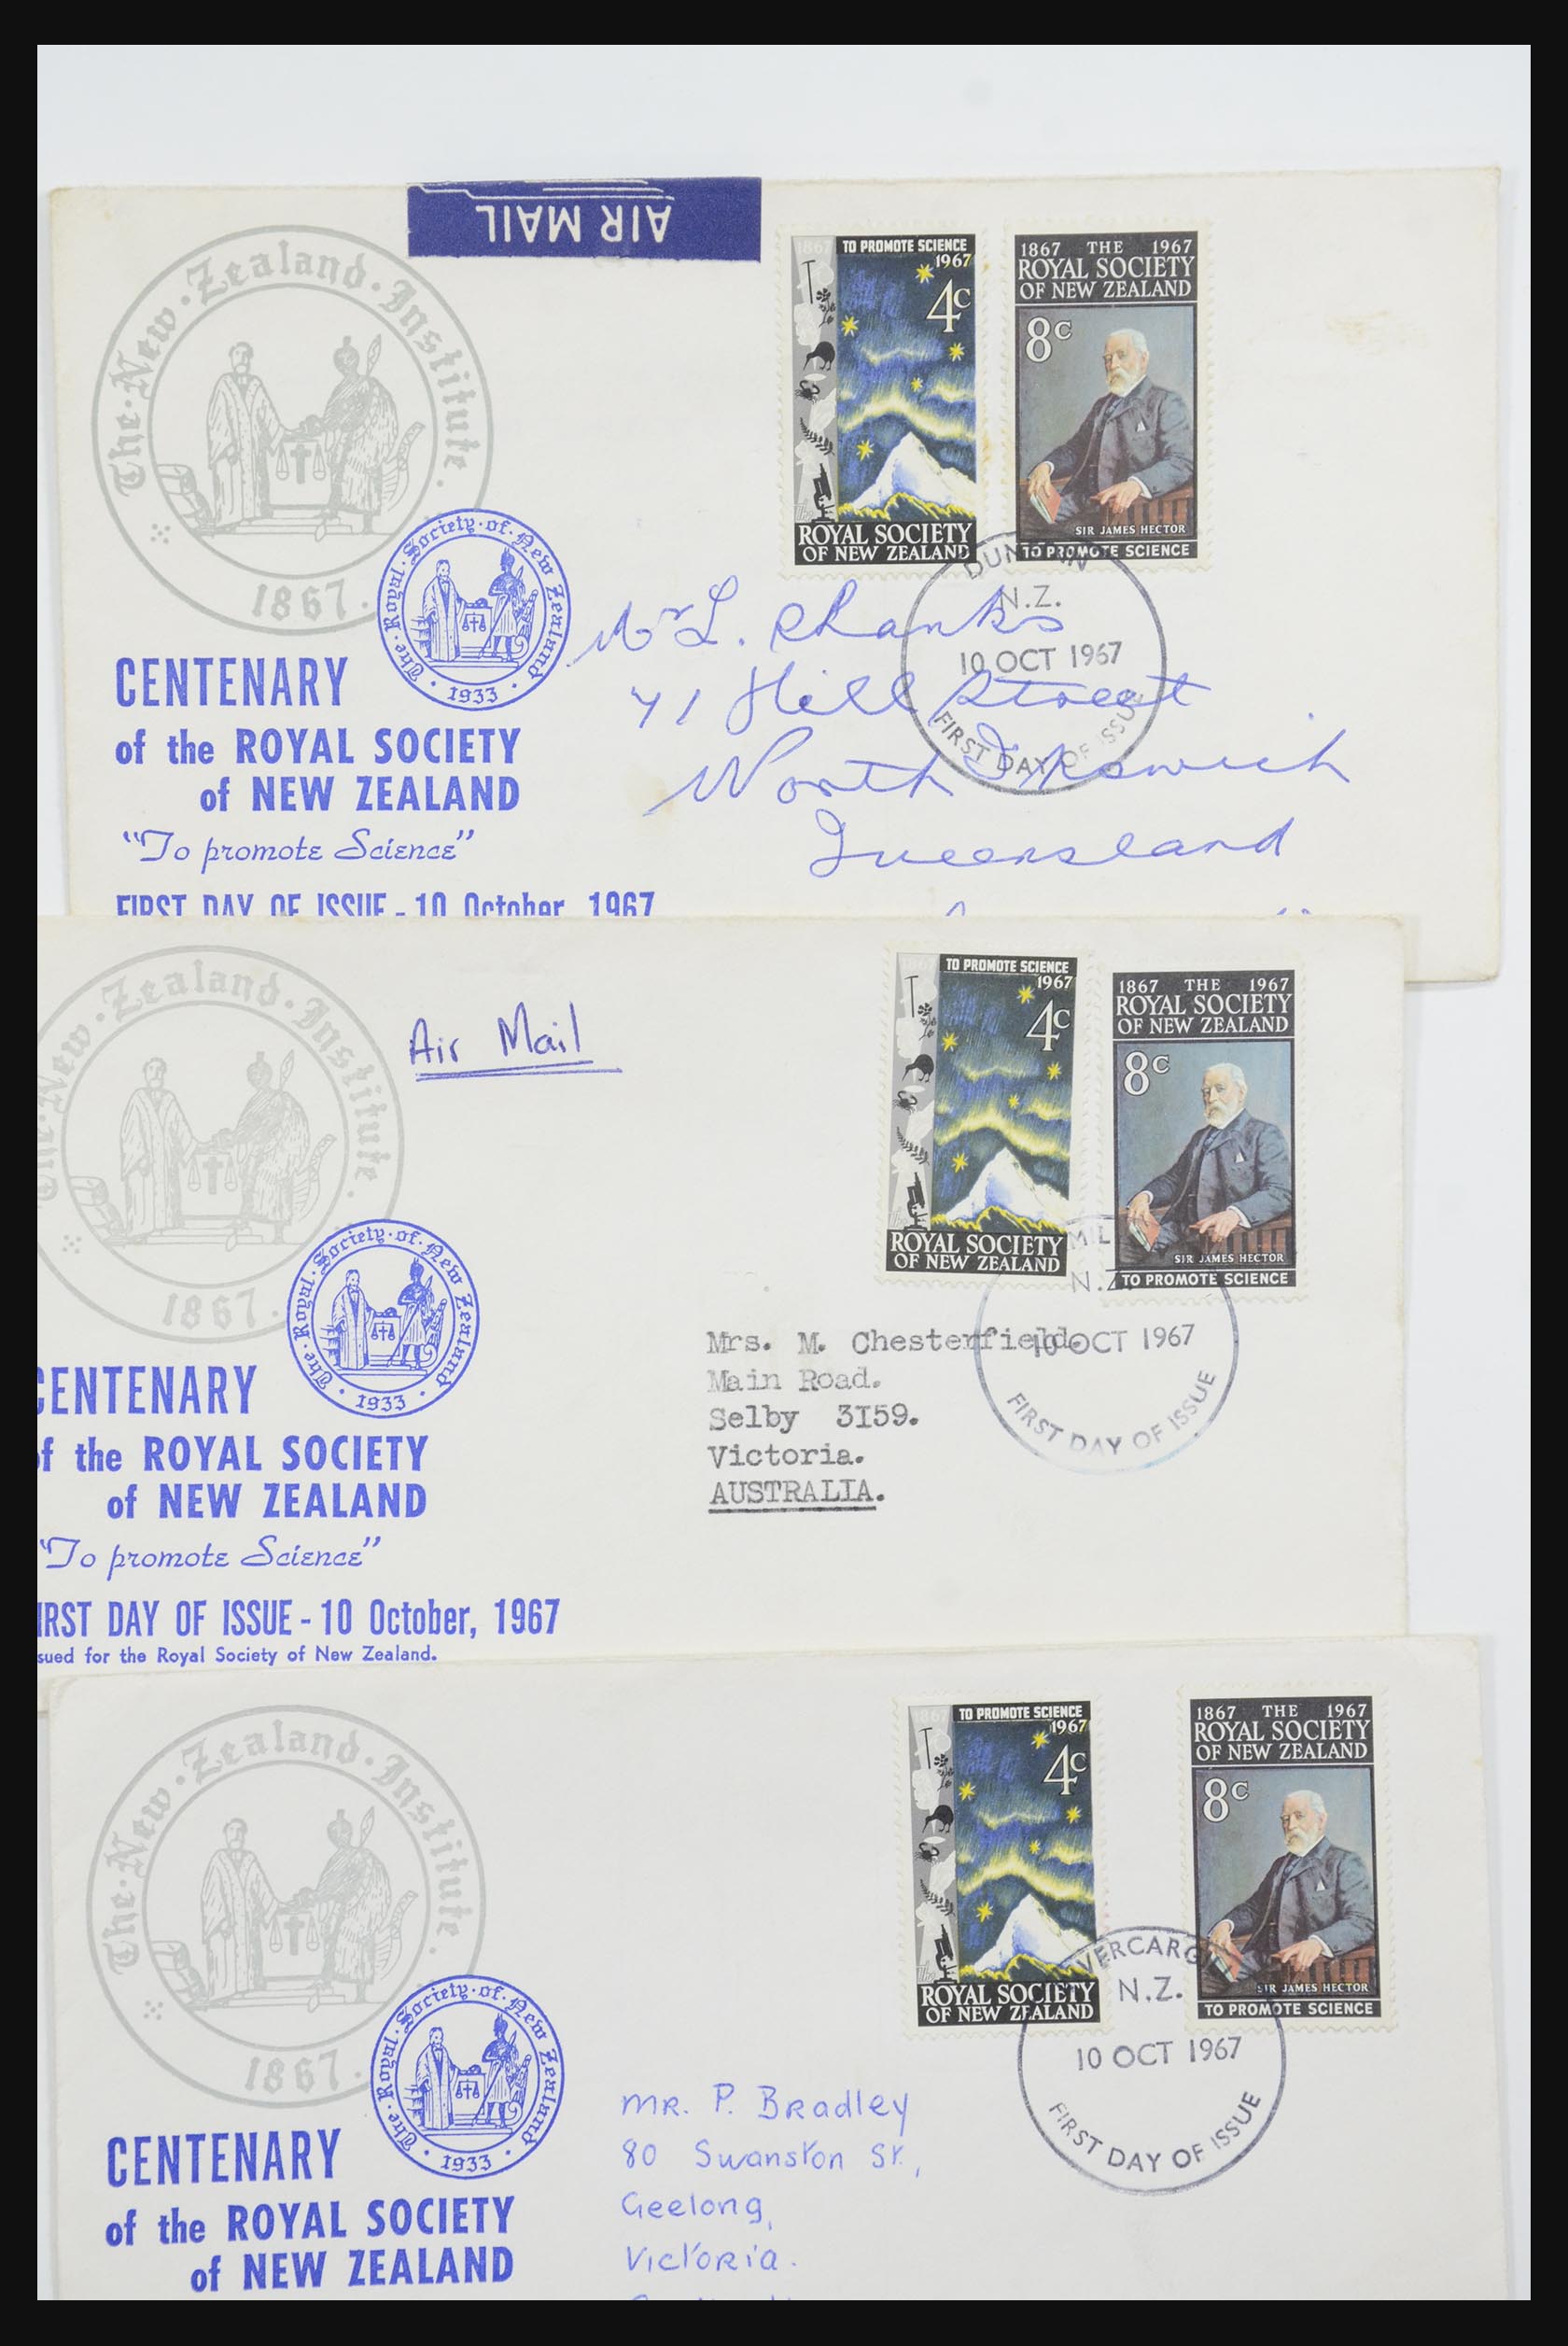 The · New · Zealand · Institute ·
1867 ·
AIR MAIL
1867 TO PROMOTE SCIENCE
1967
4c
The
ROYAL SOCIETY
OF NEW ZEALAND
1867 THE 1967
ROYAL SOCIETY
OF NEW ZEALAND
8c
SIR JAMES HECTOR
TO PROMOTE SCIENCE
N.Z.
10 OCT 1967
FIRST DAY OF ISSUE
The · Royal · Society · of · New Zealand
· 1933 ·
CENTENARY
of the ROYAL SOCIETY
of NEW ZEALAND
"To promote Science"
FIRST DAY OF ISSUE - 10 October, 1967
Mr L. Shanks
41 Hill Street
North Ipswich
Queensland
The · New · Zealand · Institute ·
1867 ·
Air Mail
TO PROMOTE SCIENCE
1967
4c
ROYAL SOCIETY
OF NEW ZEALAND
1867 THE 1967
ROYAL SOCIETY
OF NEW ZEALAND
8c
SIR JAMES HECTOR
TO PROMOTE SCIENCE
MIL
N.Z.
10 OCT 1967
FIRST DAY OF ISSUE
The · Royal · Society · of · New Zealand
· 1933 ·
CENTENARY
of the ROYAL SOCIETY
of NEW ZEALAND
"To promote Science"
IRST DAY OF ISSUE - 10 October, 1967
sued for the Royal Society of New Zealand.
Mrs. M. Chesterfield.
Main Road.
Selby 3159.
Victoria.
AUSTRALIA.
The · New · Zealand · Institute ·
1867 ·
1867 TO PROMOTE SCIENCE
1967
4c
The
ROYAL SOCIETY
OF NEW ZEALAND
1867 THE 1967
ROYAL SOCIETY
OF NEW ZEALAND
8c
SIR JAMES HECTOR
TO PROMOTE SCIENCE
VERCARG
N.Z.
10 OCT 1967
FIRST DAY OF ISSUE
The · Royal · Society · of · New Zealand
· 1933 ·
CENTENARY
of the ROYAL SOCIETY
of NEW ZEALAND
MR. P. Bradley
80 Swanston St.,
Geelong,
Victoria.